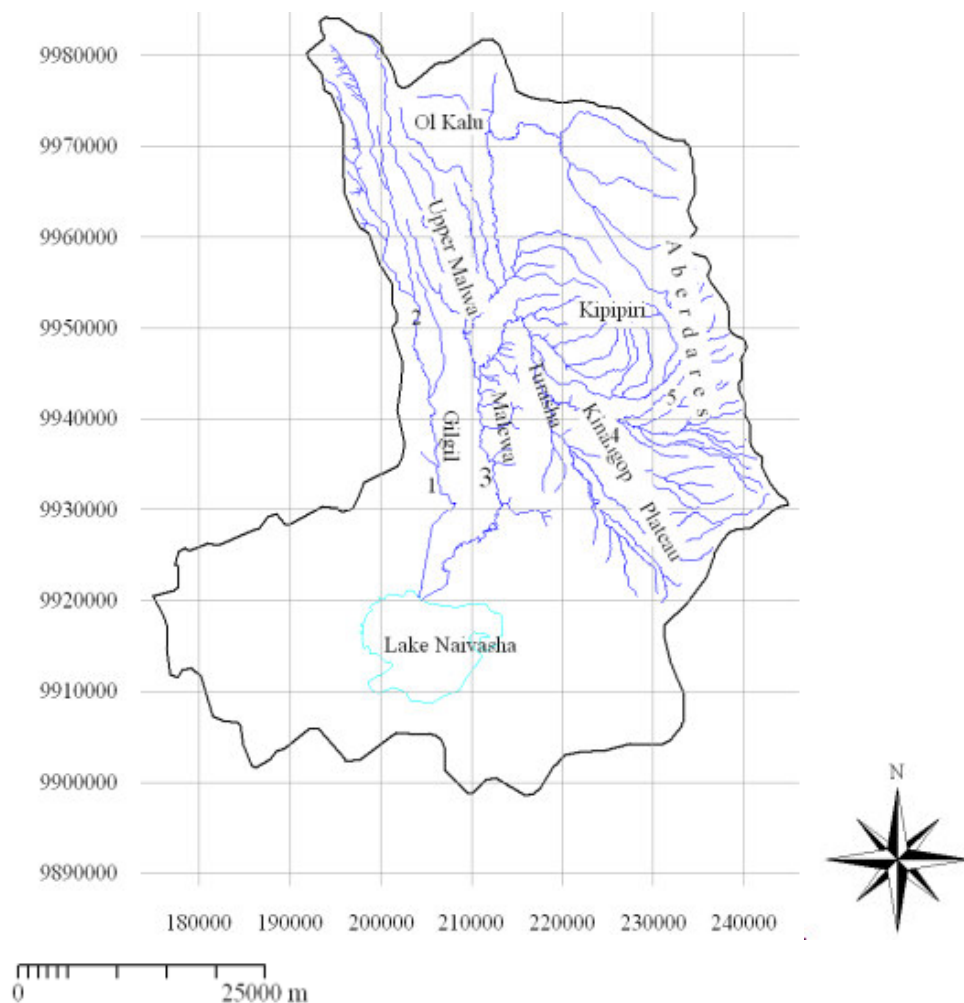 9980000
Ol Kalu
9970000
Upper Malwa
9960000
Aberdares
Kipipiri
9950000
2
Turasha
5
9940000
Malewa
Kinangop
4
Gilgil
1
3
9930000
Plateau
9920000
Lake Naivasha
9910000
9900000
N
9890000
180000 190000 200000 210000 220000 230000 240000
0 25000 m